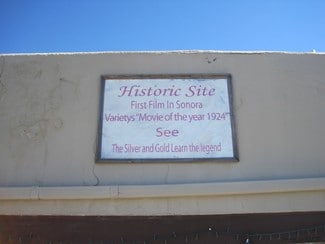 Historic Site
First Film In Sonora
Varietys "Movie of the year 1924"
See
The Silver and Gold Learn the legend